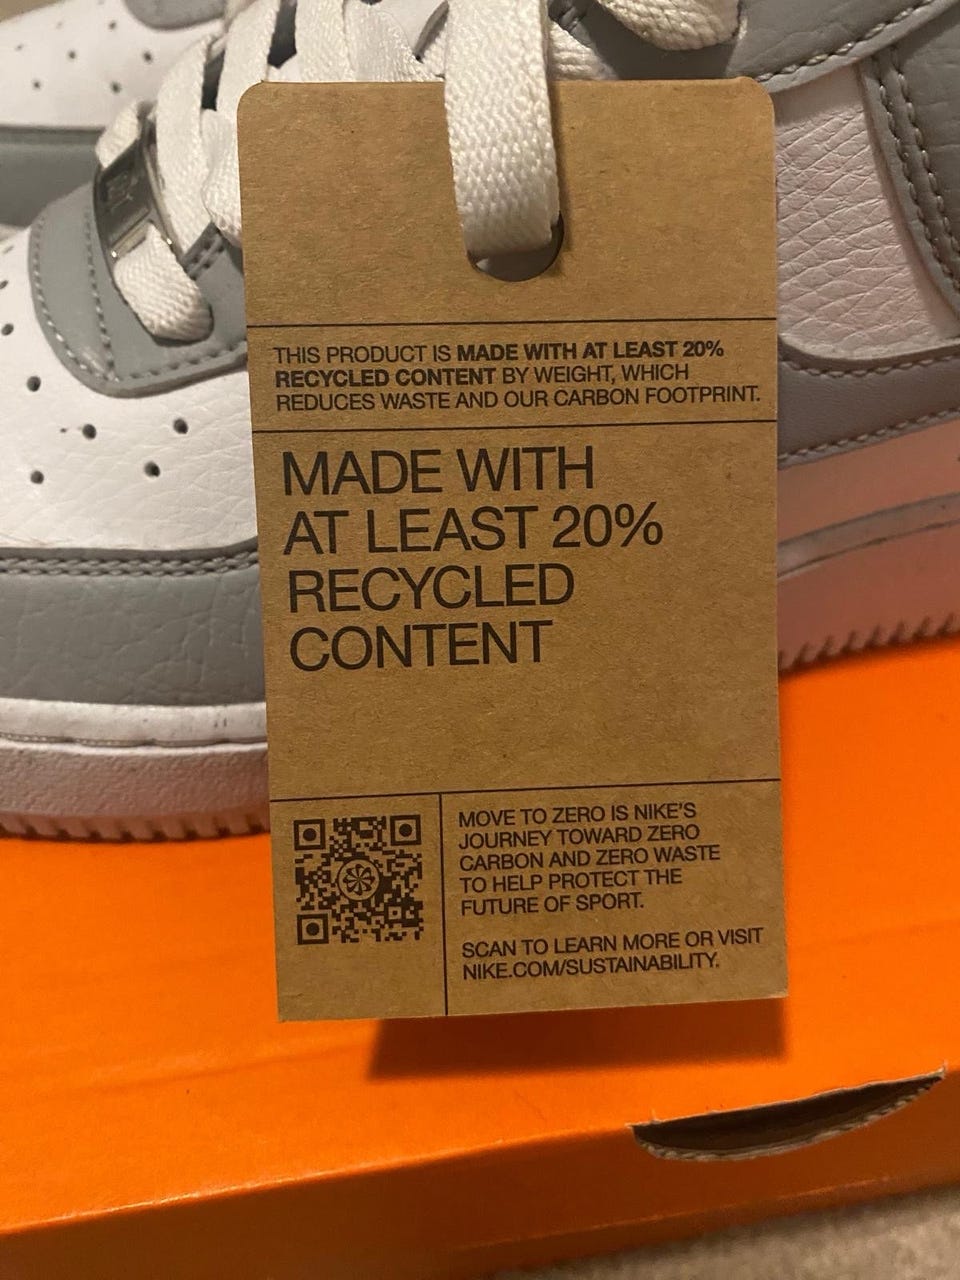 THIS PRODUCT IS MADE WITH AT LEAST 20%
RECYCLED CONTENT BY WEIGHT, WHICH
REDUCES WASTE AND OUR CARBON FOOTPRINT.
MADE WITH
AT LEAST 20%
RECYCLED
CONTENT
MOVE TO ZERO IS NIKE'S
JOURNEY TOWARD ZERO
CARBON AND ZERO WASTE
TO HELP PROTECT THE
FUTURE OF SPORT.
SCAN TO LEARN MORE OR VISIT
NIKE.COM/SUSTAINABILITY.